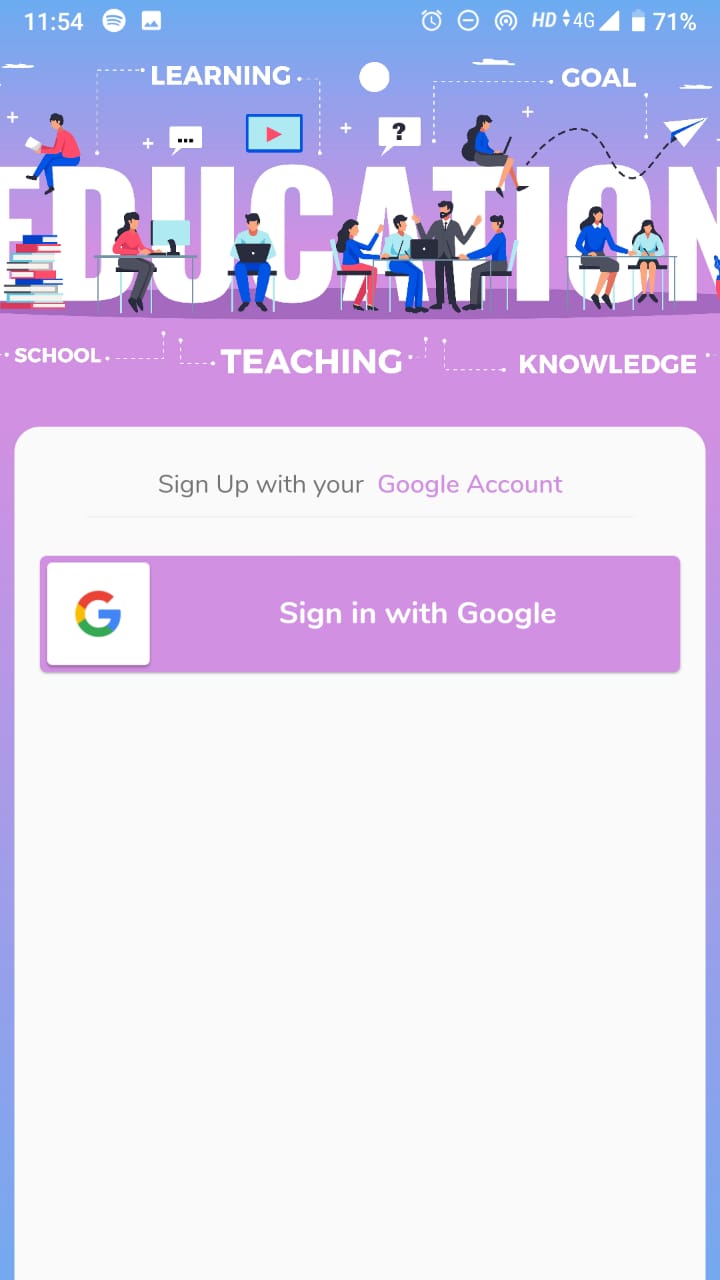 11:54 HD 4G 71%
LEARNING
GOAL
...
?
EDUCATION
SCHOOL
TEACHING
KNOWLEDGE
Sign Up with your Google Account
G Sign in with Google